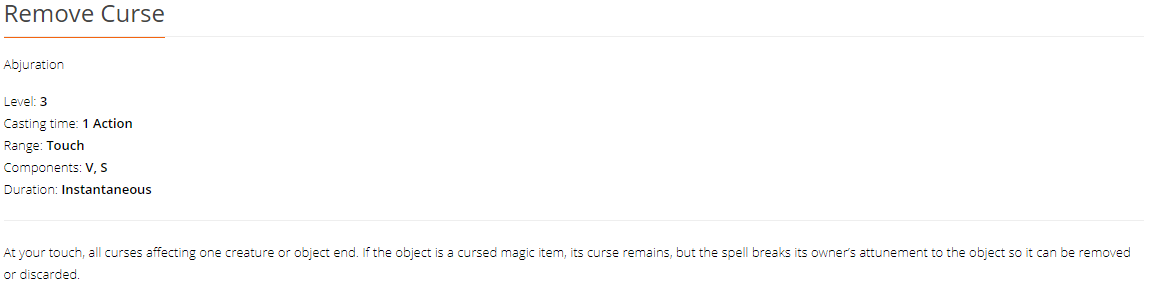 Remove Curse
Abjuration
Level: 3
Casting time: 1 Action
Range: Touch
Components: V, S
Duration: Instantaneous
At your touch, all curses affecting one creature or object end. If the object is a cursed magic item, its curse remains, but the spell breaks its owner's attunement to the object so it can be removed
or discarded.